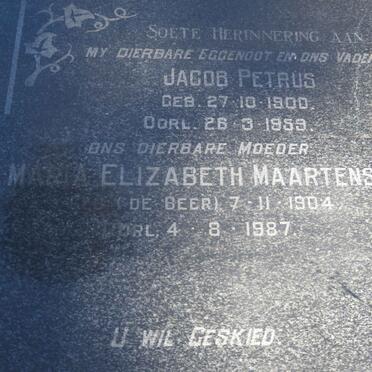 SOETE HERINNERING AAN
MY DIERBARE EGGENOOT EN ONS VADER
JACOB PETRUS
GEB. 27·10·1900.
OORL. 26·3·1959.
ONS DIERBARE MOEDER
MARIA ELIZABETH MAARTENS
(DE BEER) 7·11·1904
OORL. 4·8·1987.
U WIL GESKIED.